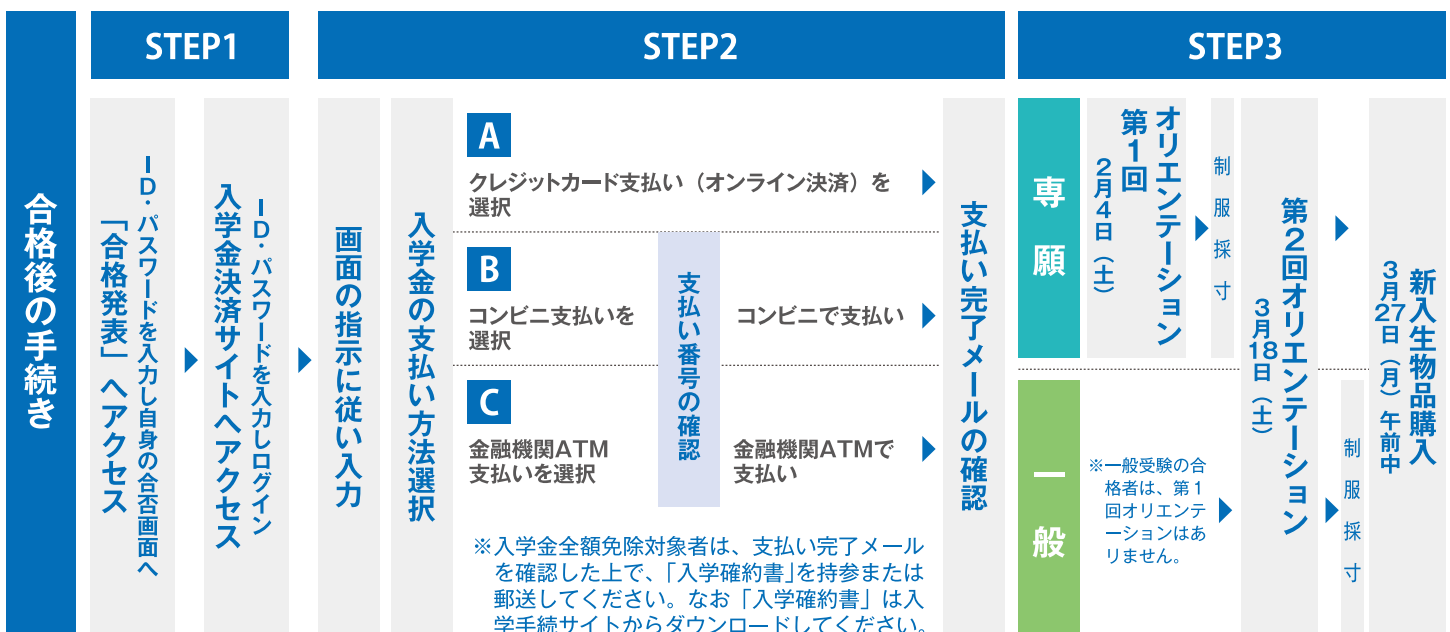 合格後の手続き
STEP1
「合格発表」へアクセス
ID・パスワードを入力し自身の合否画面へ
入学金決済サイトへアクセス
ID・パスワードを入力しログイン
STEP2
画面の指示に従い入力
入学金の支払い方法選択
A
クレジットカード支払い（オンライン決済）を
選択
B
コンビニ支払いを
選択
C
金融機関ATM
支払いを選択
支払い番号の確認
コンビニで支払い
金融機関ATMで
支払い
※入学金全額免除対象者は、支払い完了メール
を確認した上で、「入学確約書」を持参または
郵送してください。なお「入学確約書」は入
学手続サイトからダウンロードしてください。
支払い完了メールの確認
STEP3
専願
第1回
オリエンテーション
2月4日（土）
制服採寸
一般
※一般受験の合
格者は、第1
回オリエンテ
ーションはあ
りません。
第2回オリエンテーション
3月18日（土）
制服採寸
新入生物品購入
3月27日（月）午前中